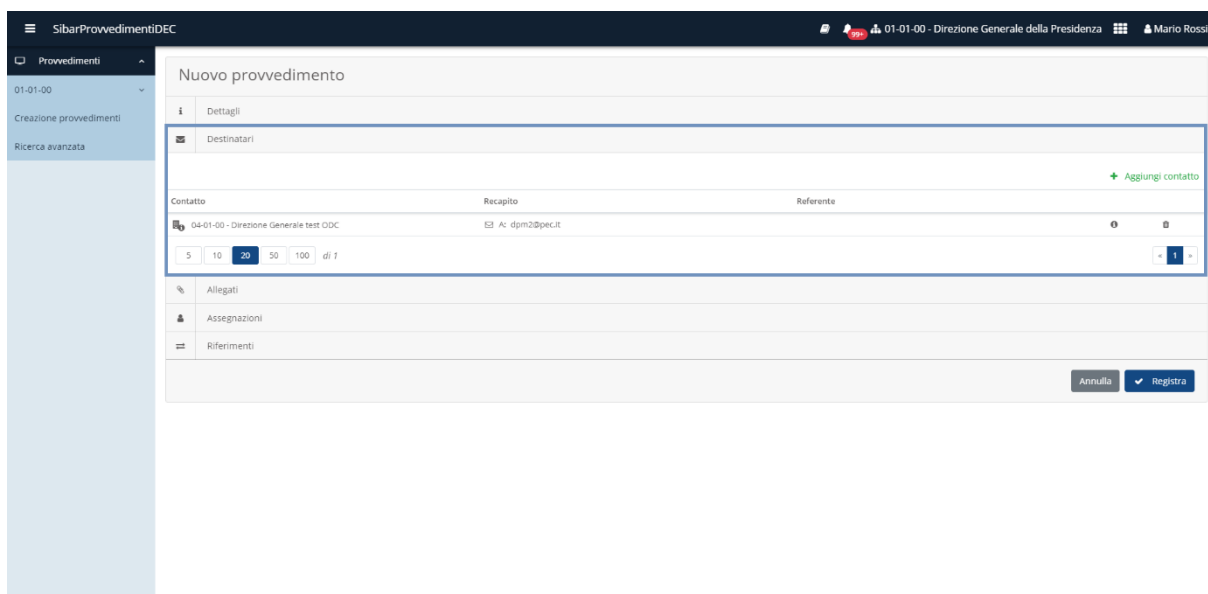 SibarProvvedimentiDEC 99+ 01-01-00 - Direzione Generale della Presidenza Mario Rossi
Provvedimenti
01-01-00
Creazione provvedimenti
Ricerca avanzata
Nuovo provvedimento
i Dettagli
Destinatari
+ Aggiungi contatto
Contatto Recapito Referente
04-01-00 - Direzione Generale test ODC A: dpm2@pec.it
5 10 20 50 100 di 1 « 1 »
Allegati
Assegnazioni
Riferimenti
Annulla Registra